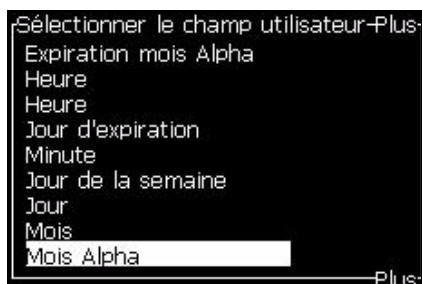 Sélectionner le champ utilisateur Plus
Expiration mois Alpha
Heure
Heure
Jour d'expiration
Minute
Jour de la semaine
Jour
Mois
Mois Alpha
Plus